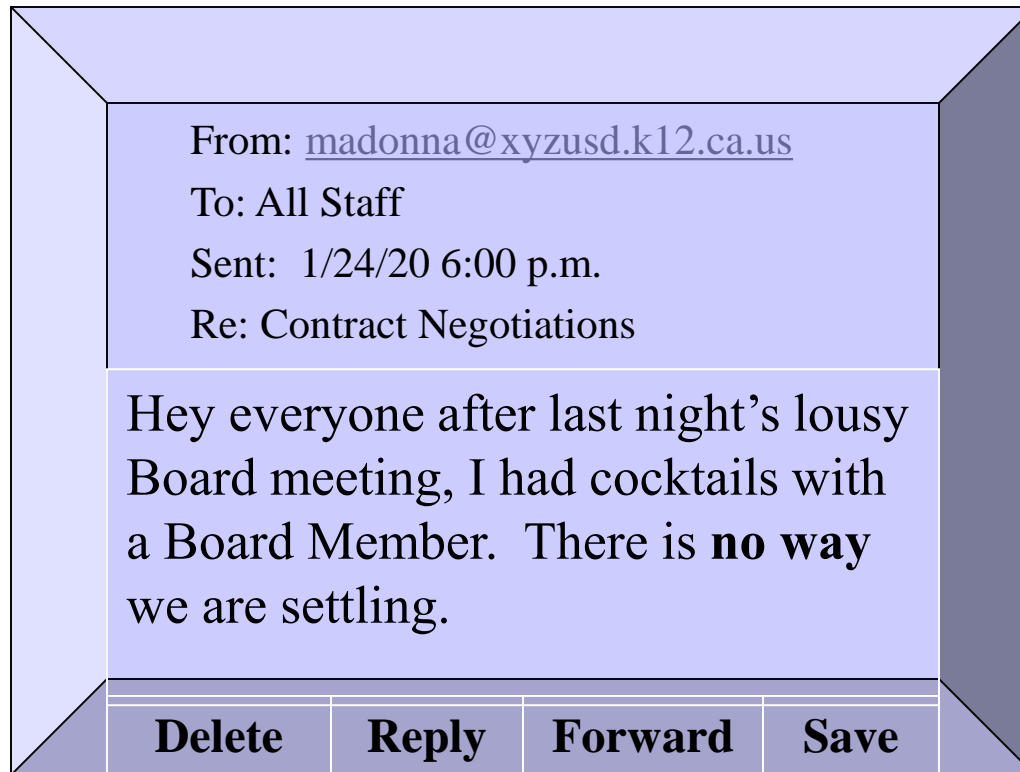 From: madonna@xyzusd.k12.ca.us
To: All Staff
Sent:  1/24/20 6:00 p.m.
Re: Contract Negotiations
Hey everyone after last night’s lousy
Board meeting, I had cocktails with
a Board Member.  There is no way
we are settling.
Delete Reply Forward Save